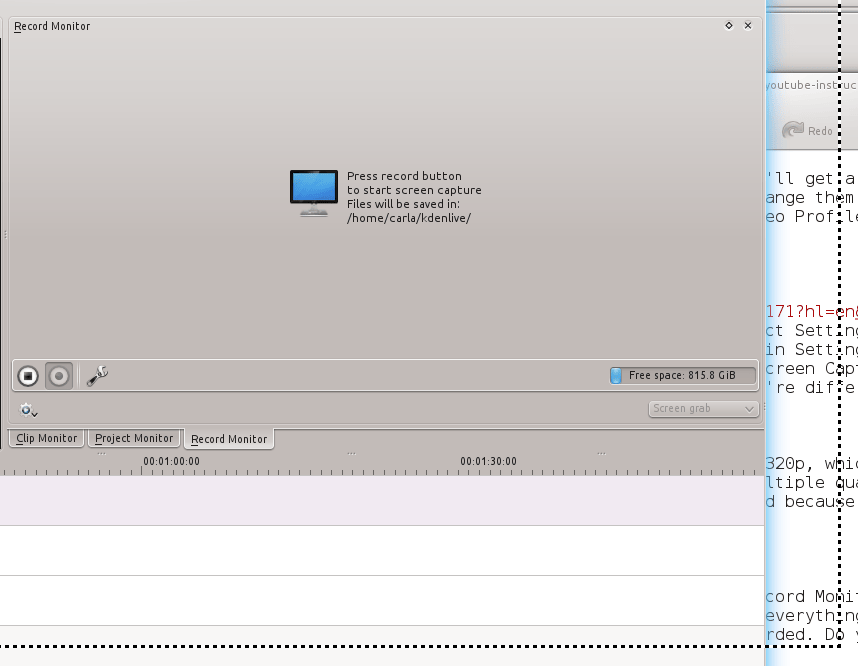 Record Monitor
youtube-instruc
Redo
Press record button
to start screen capture
Files will be saved in:
/home/carla/kdenlive/
'll get a
ange them
eo Profile
171?hl=en&
ct Setting
in Setting
creen Capt
're diffe
Free space: 815.8 GiB
Screen grab
Clip Monitor
Project Monitor
Record Monitor
00:01:00:00
00:01:30:00
320p, whic
ltiple qua
d because
cord Monit
everything
rded. Do y